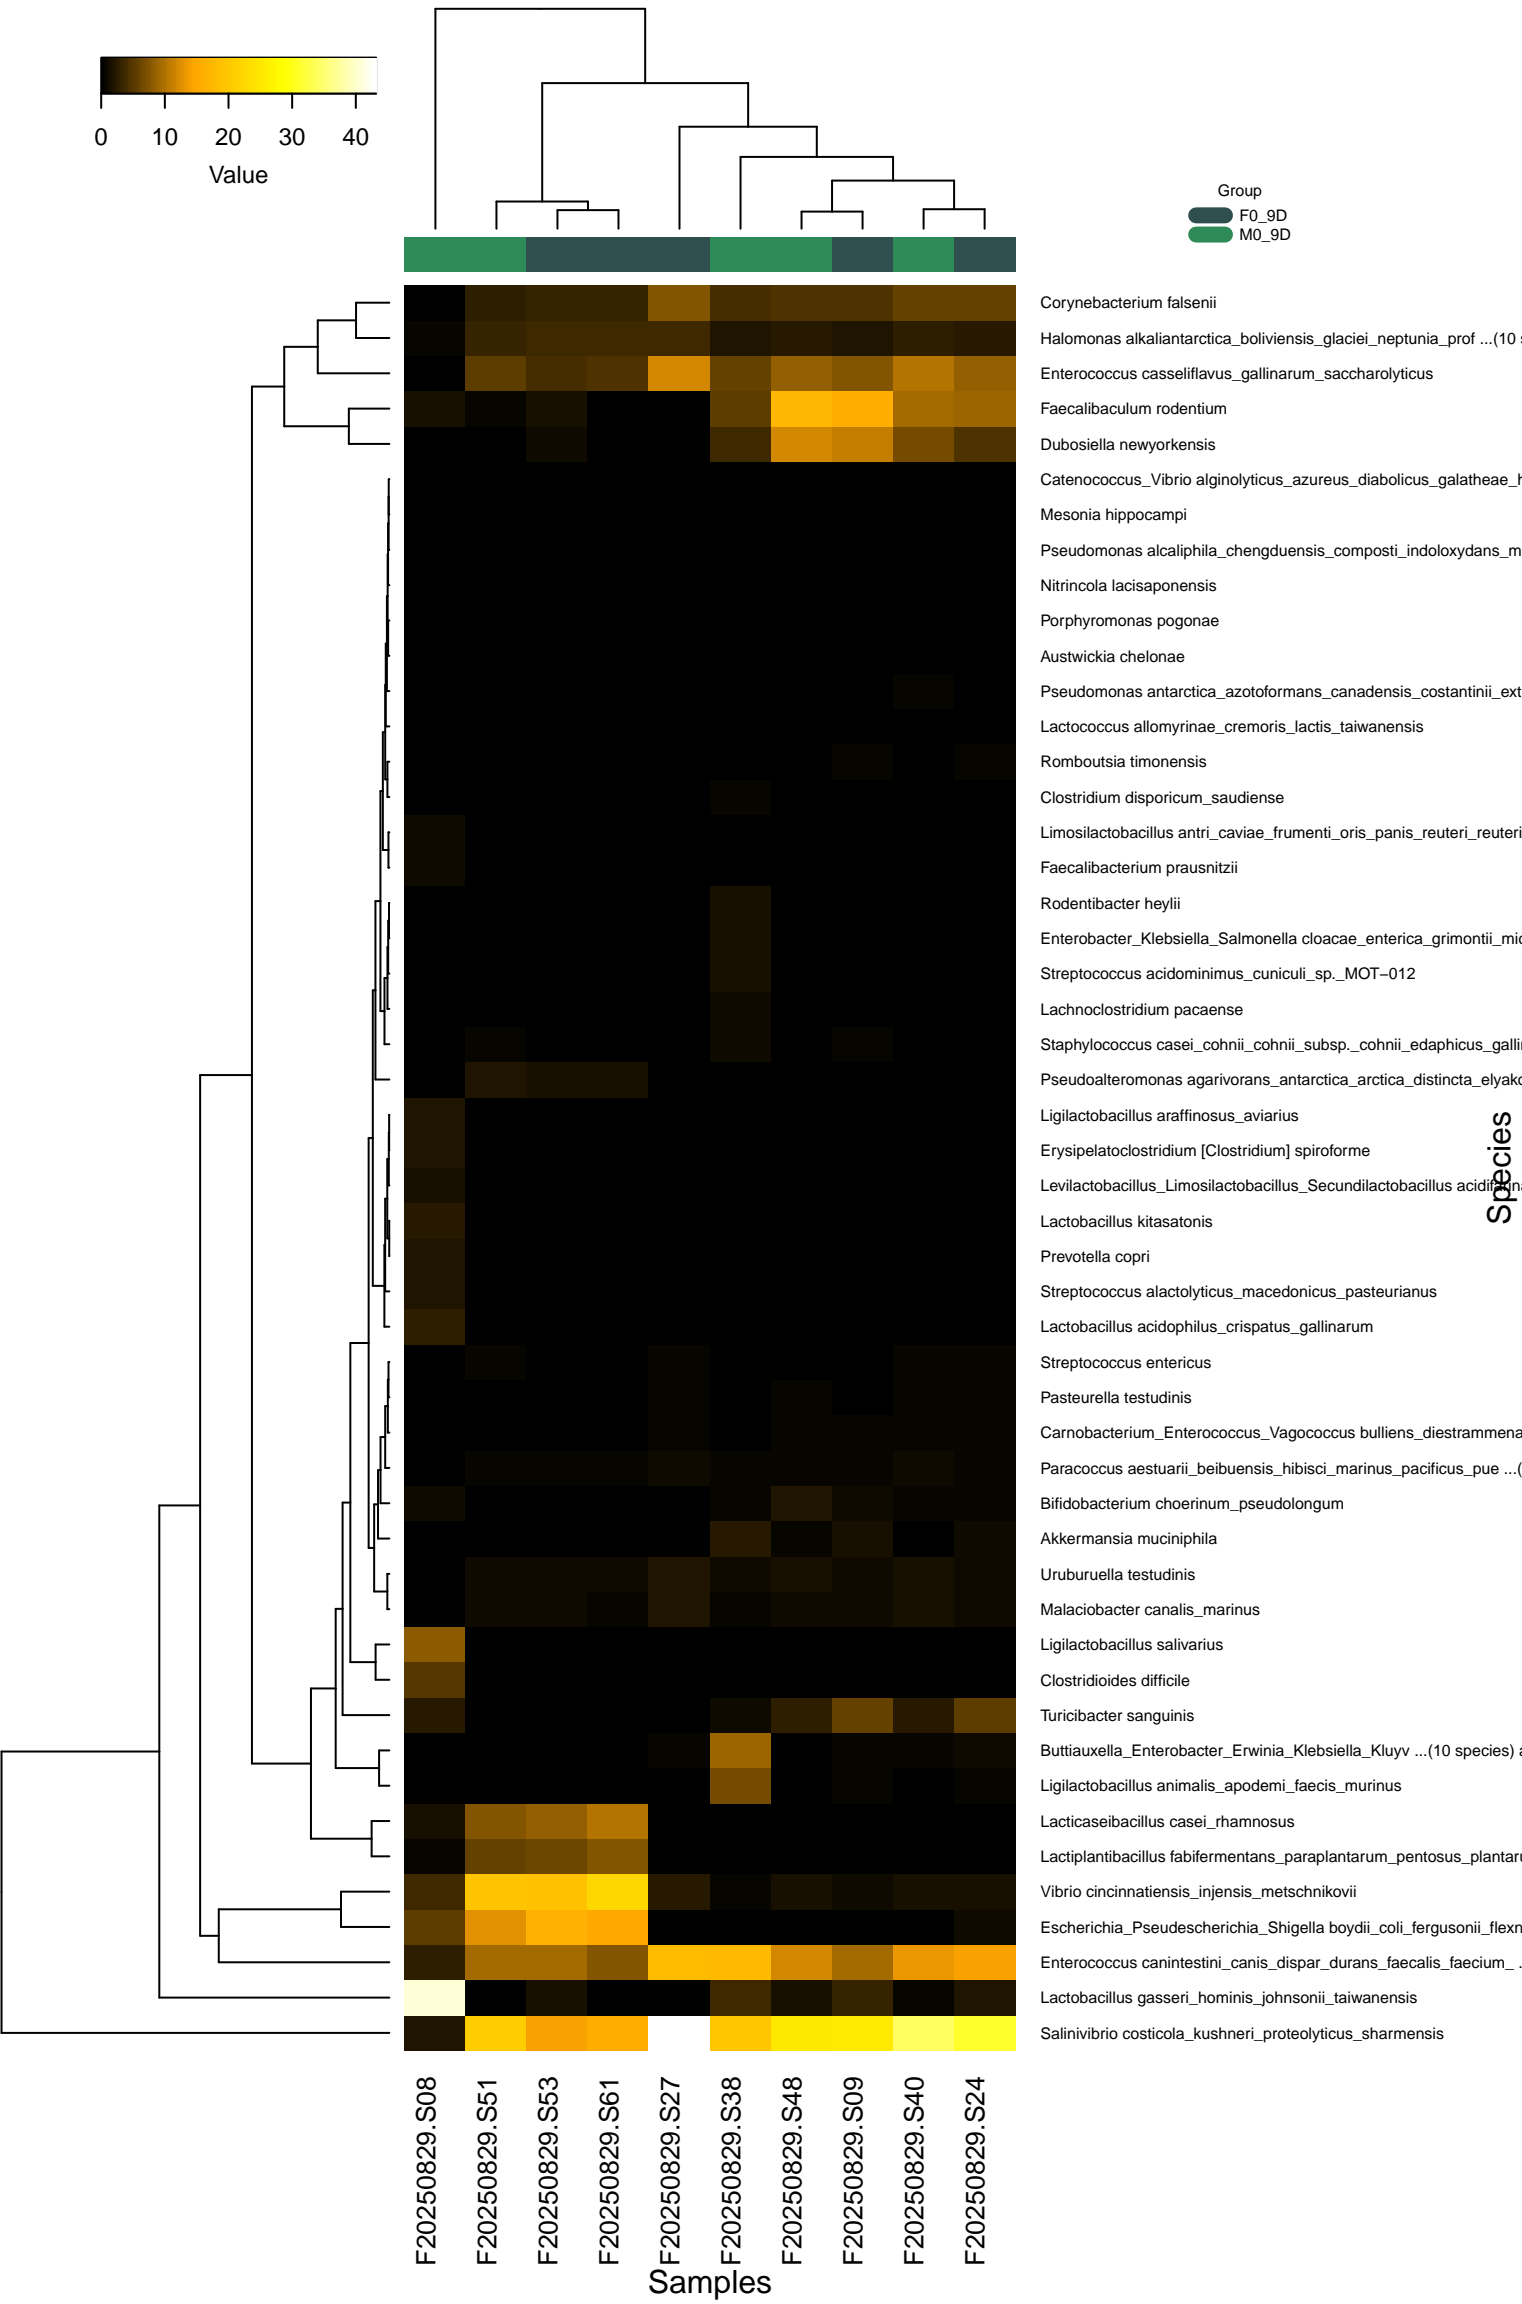 0 10 20 30 40
Value
Group
F0_9D
M0_9D
Corynebacterium falsenii
Halomonas alkaliantarctica_boliviensis_glaciei_neptunia_prof ...(10 s
Enterococcus casseliflavus_gallinarum_saccharolyticus
Faecalibaculum rodentium
Dubosiella newyorkensis
Catenococcus_Vibrio alginolyticus_azureus_diabolicus_galatheae_h
Mesonia hippocampi
Pseudomonas alcaliphila_chengduensis_composti_indoloxydans_m
Nitrincola lacisaponensis
Porphyromonas pogonae
Austwickia chelonae
Pseudomonas antarctica_azotoformans_canadensis_costantinii_ext
Lactococcus allomyrinae_cremoris_lactis_taiwanensis
Romboutsia timonensis
Clostridium disporicum_saudiense
Limosilactobacillus antri_caviae_frumenti_oris_panis_reuteri_reuteri
Faecalibacterium prausnitzii
Rodentibacter heylii
Enterobacter_Klebsiella_Salmonella cloacae_enterica_grimontii_mic
Streptococcus acidominimus_cuniculi_sp._MOT−012
Lachnoclostridium pacaense
Staphylococcus casei_cohnii_cohnii_subsp._cohnii_edaphicus_galli
Pseudoalteromonas agarivorans_antarctica_arctica_distincta_elyako
Ligilactobacillus araffinosus_aviarius
Erysipelatoclostridium [Clostridium] spiroforme
Levilactobacillus_Limosilactobacillus_Secundilactobacillus acidifarina
Lactobacillus kitasatonis
Prevotella copri
Streptococcus alactolyticus_macedonicus_pasteurianus
Lactobacillus acidophilus_crispatus_gallinarum
Streptococcus entericus
Pasteurella testudinis
Carnobacterium_Enterococcus_Vagococcus bulliens_diestrammena
Paracoccus aestuarii_beibuensis_hibisci_marinus_pacificus_pue ...(
Bifidobacterium choerinum_pseudolongum
Akkermansia muciniphila
Uruburuella testudinis
Malaciobacter canalis_marinus
Ligilactobacillus salivarius
Clostridioides difficile
Turicibacter sanguinis
Buttiauxella_Enterobacter_Erwinia_Klebsiella_Kluyv ...(10 species) a
Ligilactobacillus animalis_apodemi_faecis_murinus
Lacticaseibacillus casei_rhamnosus
Lactiplantibacillus fabifermentans_paraplantarum_pentosus_plantaru
Vibrio cincinnatiensis_injensis_metschnikovii
Escherichia_Pseudescherichia_Shigella boydii_coli_fergusonii_flexn
Enterococcus canintestini_canis_dispar_durans_faecalis_faecium_ .
Lactobacillus gasseri_hominis_johnsonii_taiwanensis
Salinivibrio costicola_kushneri_proteolyticus_sharmensis
Species
F20250829.S08
F20250829.S51
F20250829.S53
F20250829.S61
F20250829.S27
F20250829.S38
F20250829.S48
F20250829.S09
F20250829.S40
F20250829.S24
Samples